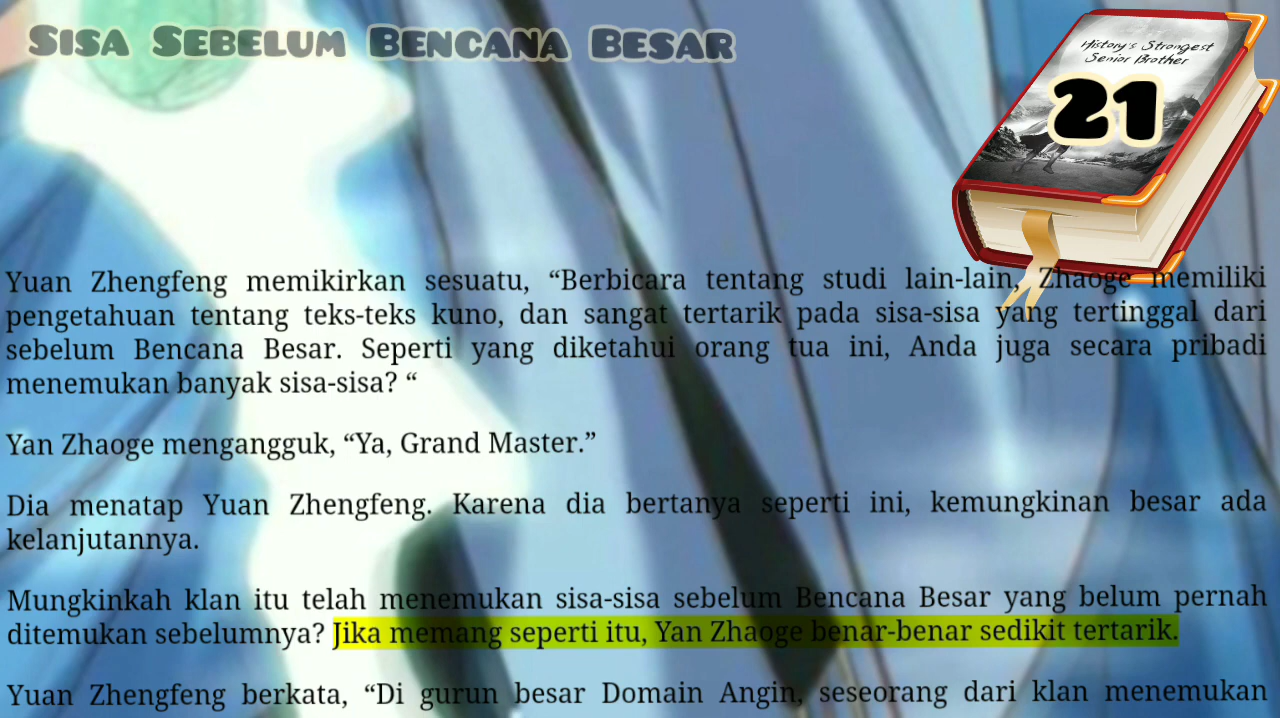 Sisa Sebelum Bencana Besar
History's Strongest
Senior Brother
21
Yuan Zhengfeng memikirkan sesuatu, “Berbicara tentang studi lain-lain, Zhaoge memiliki
pengetahuan tentang teks-teks kuno, dan sangat tertarik pada sisa-sisa yang tertinggal dari
sebelum Bencana Besar. Seperti yang diketahui orang tua ini, Anda juga secara pribadi
menemukan banyak sisa-sisa? “
Yan Zhaoge mengangguk, “Ya, Grand Master.”
Dia menatap Yuan Zhengfeng. Karena dia bertanya seperti ini, kemungkinan besar ada
kelanjutannya.
Mungkinkah klan itu telah menemukan sisa-sisa sebelum Bencana Besar yang belum pernah
ditemukan sebelumnya? Jika memang seperti itu, Yan Zhaoge benar-benar sedikit tertarik.
Yuan Zhengfeng berkata, “Di gurun besar Domain Angin, seseorang dari klan menemukan